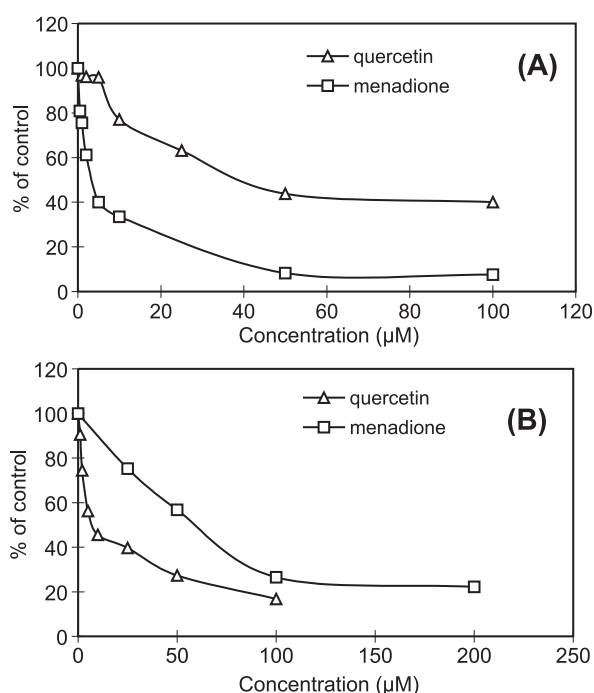 120
100
80
60
40
20
0
% of control
quercetin
menadione
(A)
0 20 40 60 80 100 120
Concentration (µM)
120
100
80
60
40
20
0
% of control
quercetin
menadione
(B)
0 50 100 150 200 250
Concentration (µM)